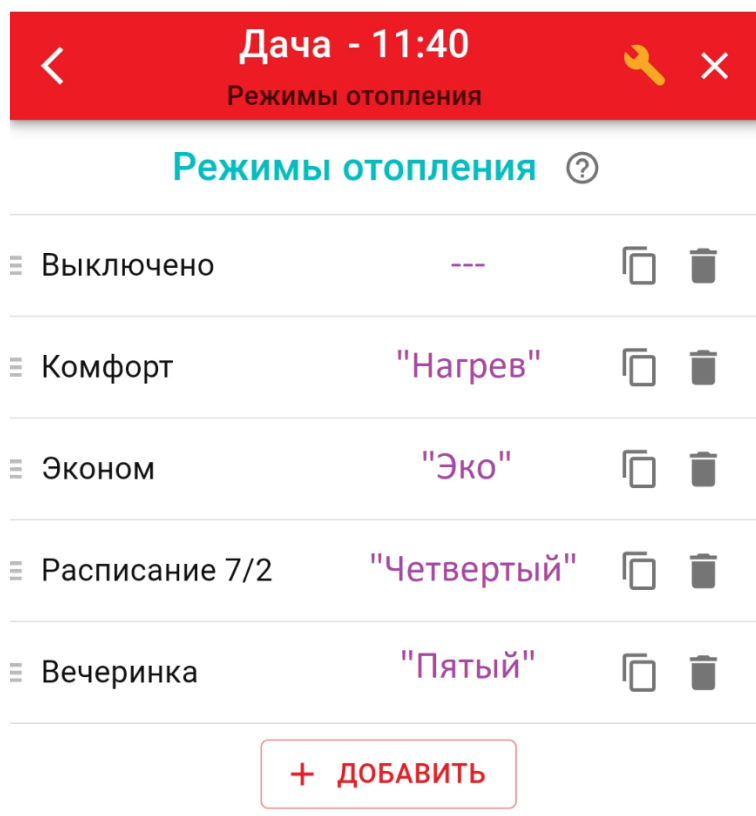 Дача - 11:40
Режимы отопления
Режимы отопления ?
Выключено ---
Комфорт "Нагрев"
Эконом "Эко"
Расписание 7/2 "Четвертый"
Вечеринка "Пятый"
+ ДОБАВИТЬ